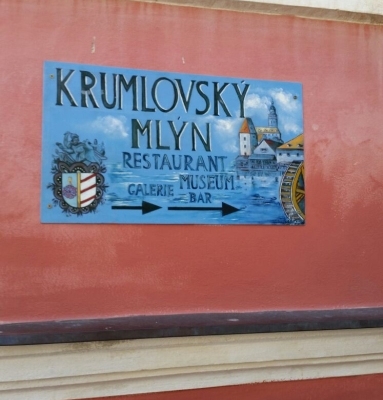 KRUMLOVSKÝ
MLÝN
RESTAURANT
GALERIE MUSEUM
BAR